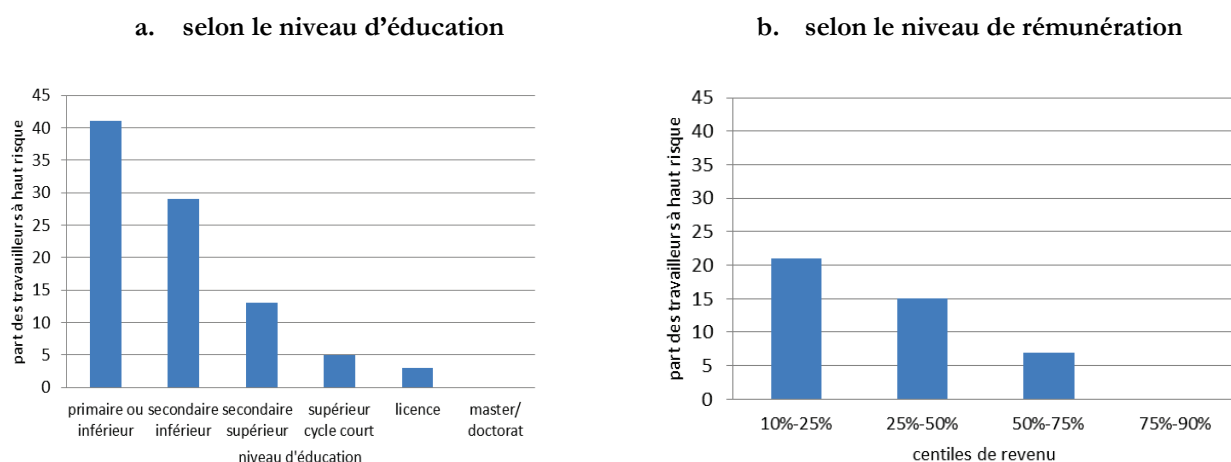 a. selon le niveau d'éducation
45
40
35
30
25
20
15
10
5
0
part des travauilleurs à haut risque
primaire ou inférieur
secondaire inférieur
secondaire supérieur
supérieur cycle court
licence
master/ doctorat
niveau d'éducation
b. selon le niveau de rémunération
45
40
35
30
25
20
15
10
5
0
part des travailleurs à haut risque
10%-25%
25%-50%
50%-75%
75%-90%
centiles de revenu